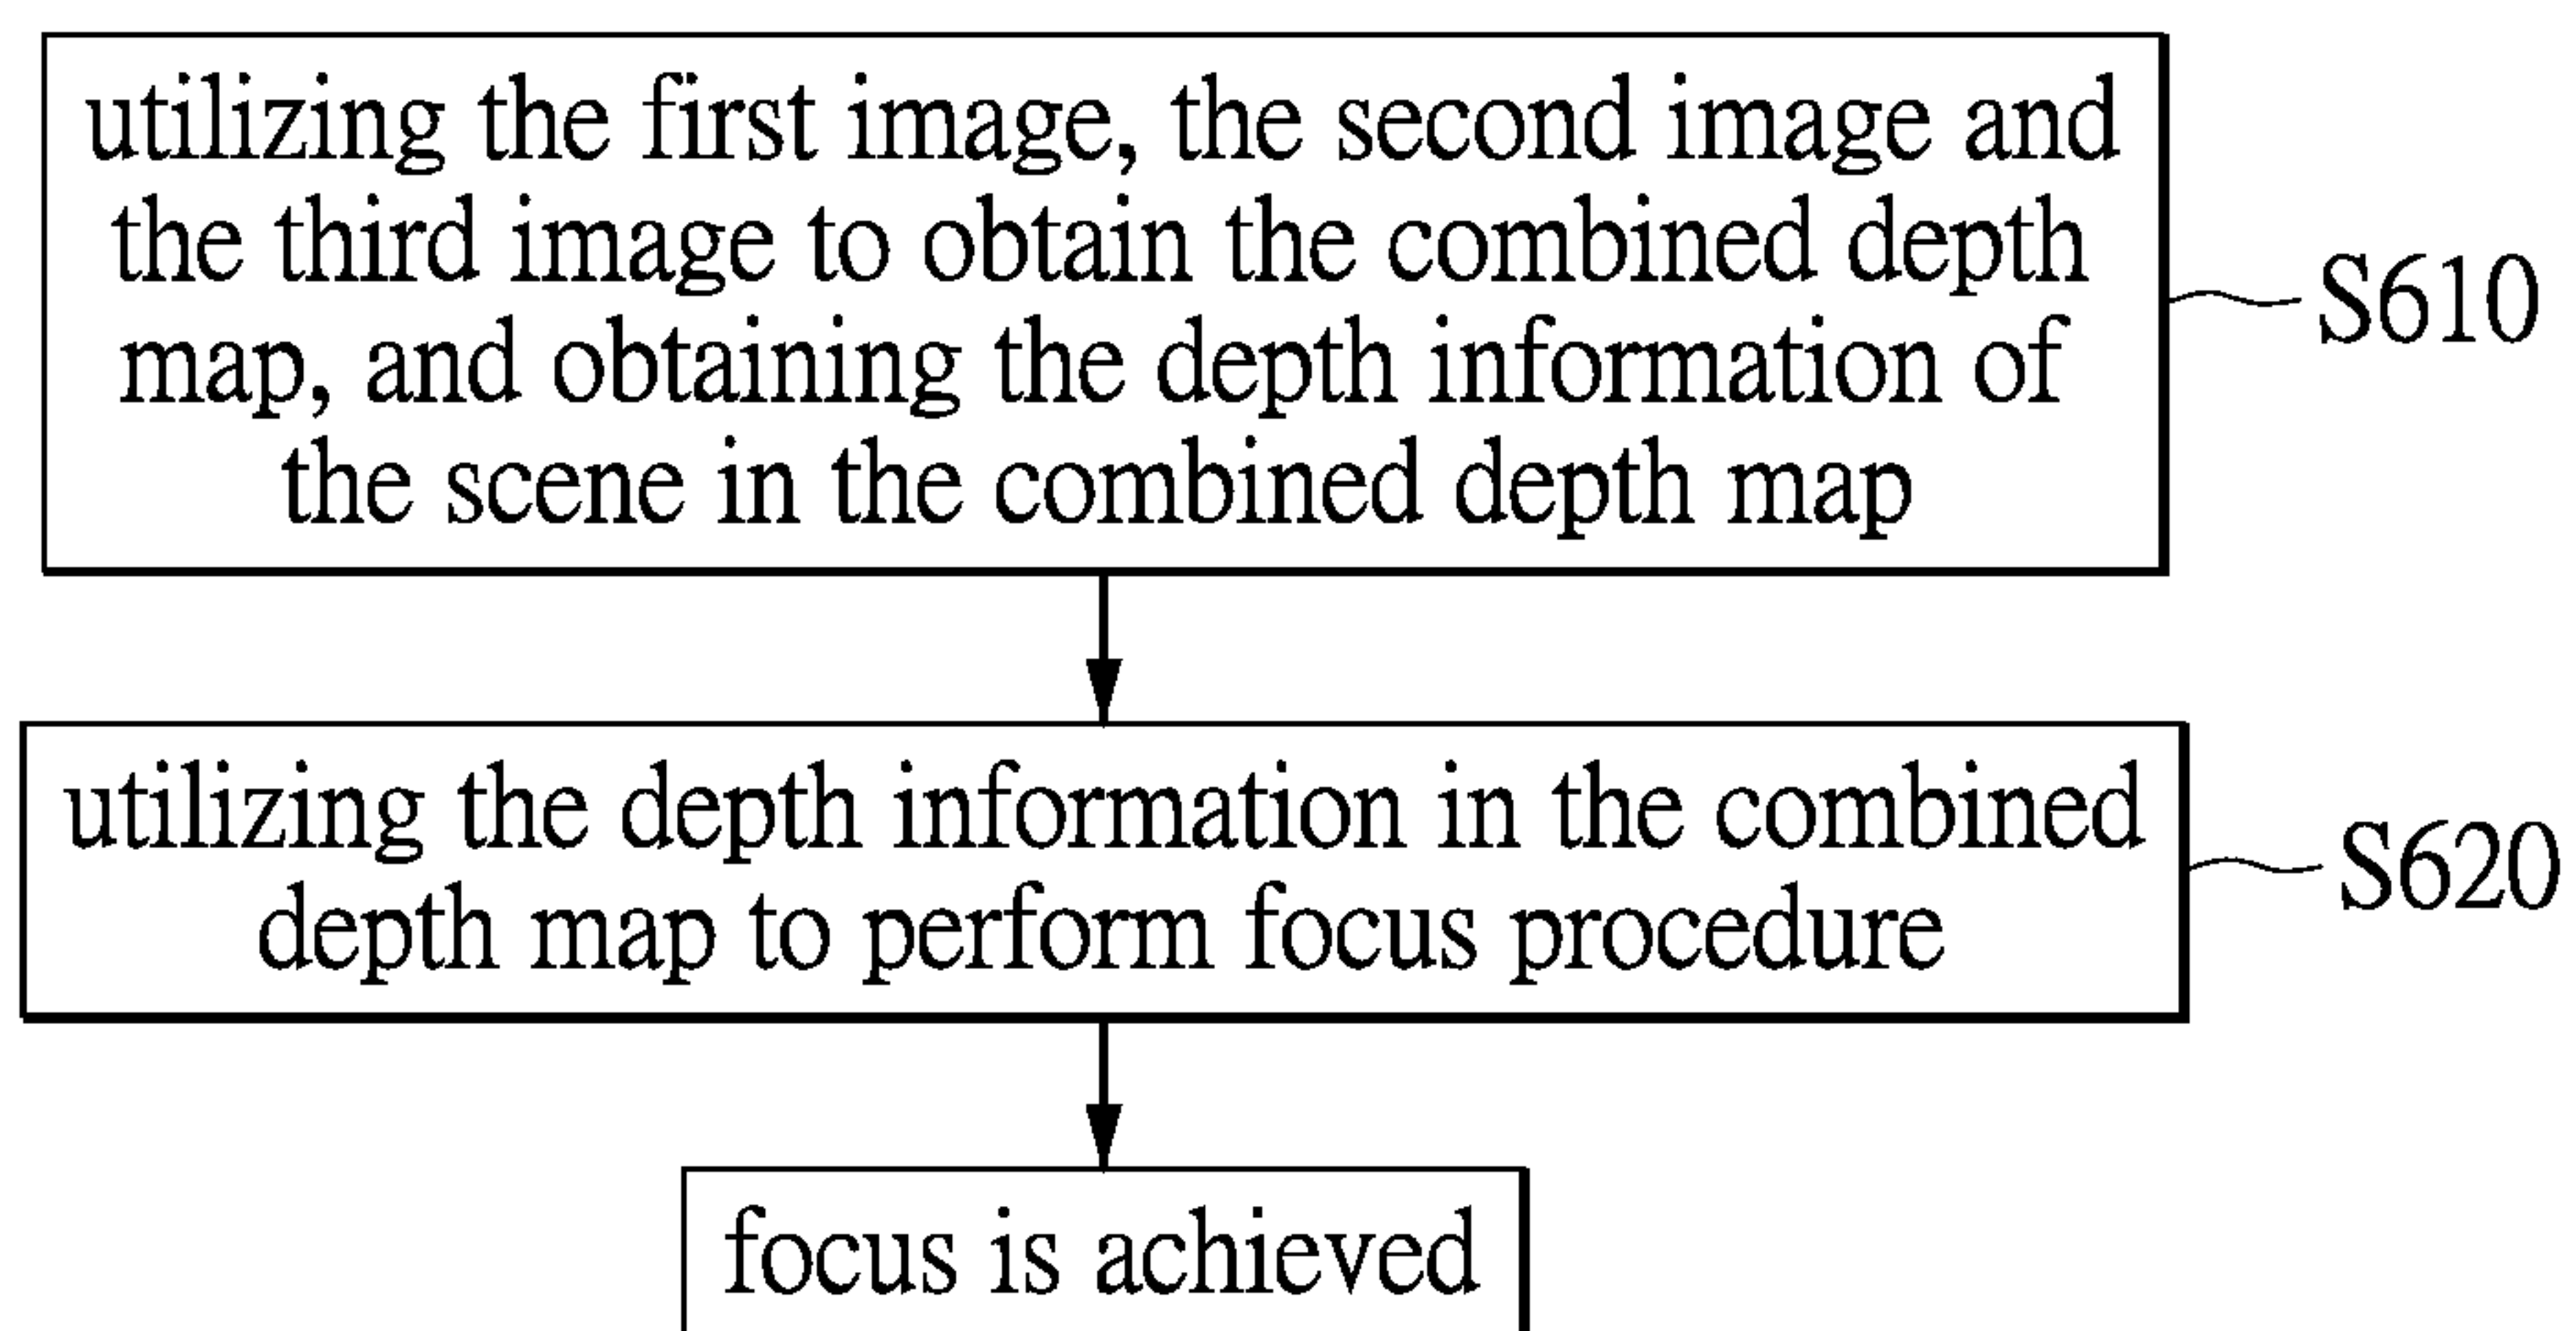 utilizing the first image, the second image and
the third image to obtain the combined depth
map, and obtaining the depth information of
the scene in the combined depth map
S610
utilizing the depth information in the combined
depth map to perform focus procedure
S620
focus is achieved